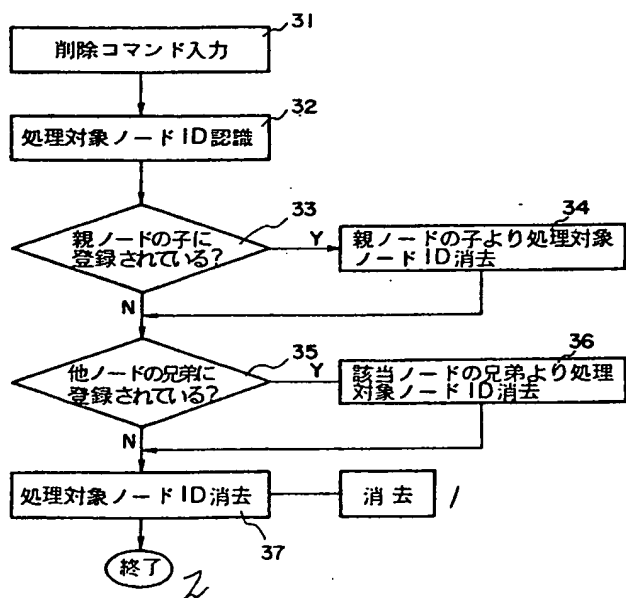 31
削除コマンド入力
32
処理対象ノードID認識
33
親ノードの子に
登録されている?
Y
34
親ノードの子より処理対象
ノードID消去
N
35
他ノードの兄弟に
登録されている?
Y
36
該当ノードの兄弟より処理
対象ノードID消去
N
処理対象ノードID消去
消去
1
37
終了
2